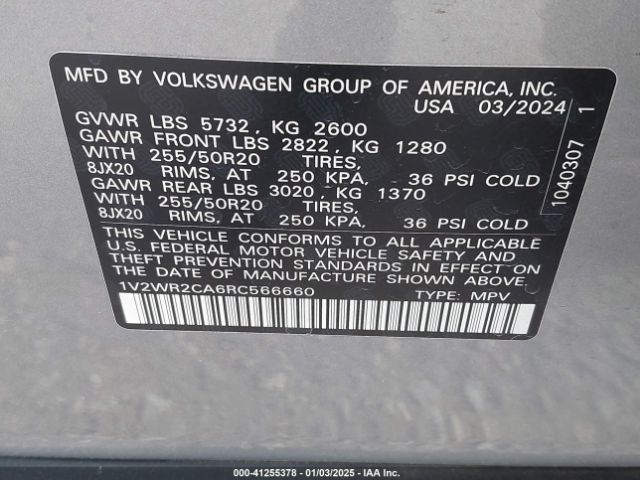 MFD BY VOLKSWAGEN GROUP OF AMERICA, INC.
USA 03/2024
GVWR LBS 5732, KG 2600
GAWR FRONT LBS 2822, KG 1280
WITH 255/50R20 TIRES,
8JX20 RIMS, AT 250 KPA, 36 PSI COLD
GAWR REAR LBS 3020, KG 1370
WITH 255/50R20 TIRES,
8JX20 RIMS, AT 250 KPA, 36 PSI COLD
THIS VEHICLE CONFORMS TO ALL APPLICABLE
U.S. FEDERAL MOTOR VEHICLE SAFETY AND
THEFT PREVENTION STANDARDS IN EFFECT ON
THE DATE OF MANUFACTURE SHOWN ABOVE.
1V2WR2CA6RC566660 TYPE: MPV
1040307 1
000-41255378 - 01/03/2025 - IAA Inc.